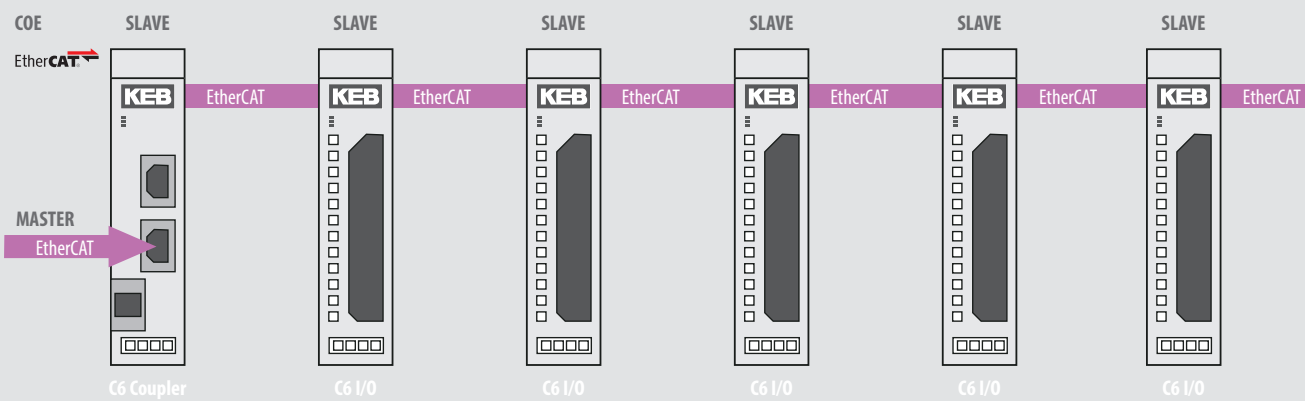 COE SLAVE SLAVE SLAVE SLAVE SLAVE SLAVE
EtherCAT
KEB EtherCAT KEB EtherCAT KEB EtherCAT KEB EtherCAT KEB EtherCAT KEB EtherCAT
MASTER
EtherCAT
C6 Coupler C6 I/O C6 I/O C6 I/O C6 I/O C6 I/O